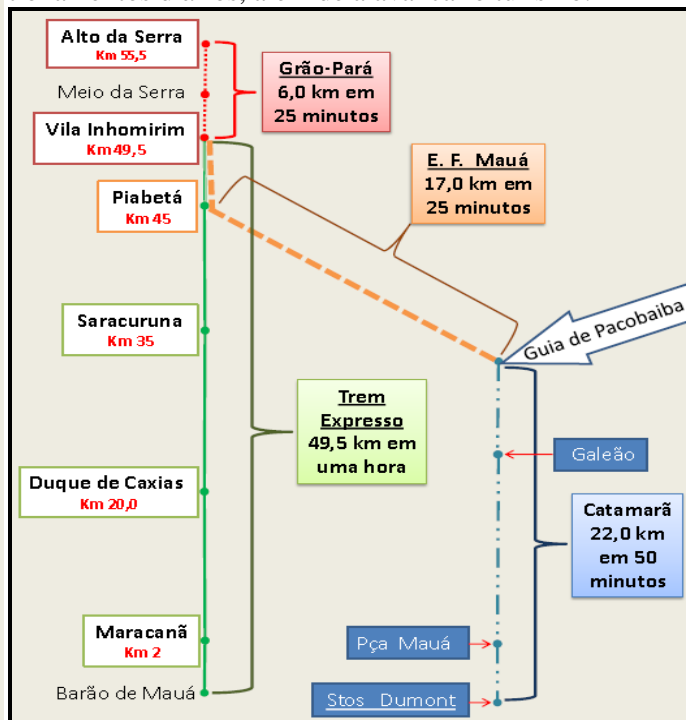 Alto da Serra
Km 55,5
Meio da Serra
Vila Inhomirim
Km 49,5
Piabetá
Km 45
Saracuruna
Km 35
Duque de Caxias
Km 20,0
Maracanã
Km 2
Barão de Mauá
Grão-Pará
6,0 km em
25 minutos
E. F. Mauá
17,0 km em
25 minutos
Trem
Expresso
49,5 km em
uma hora
Guia de Pacobaiba
Galeão
Catamarã
22,0 km
em 50
minutos
Pça Mauá
Stos Dumont